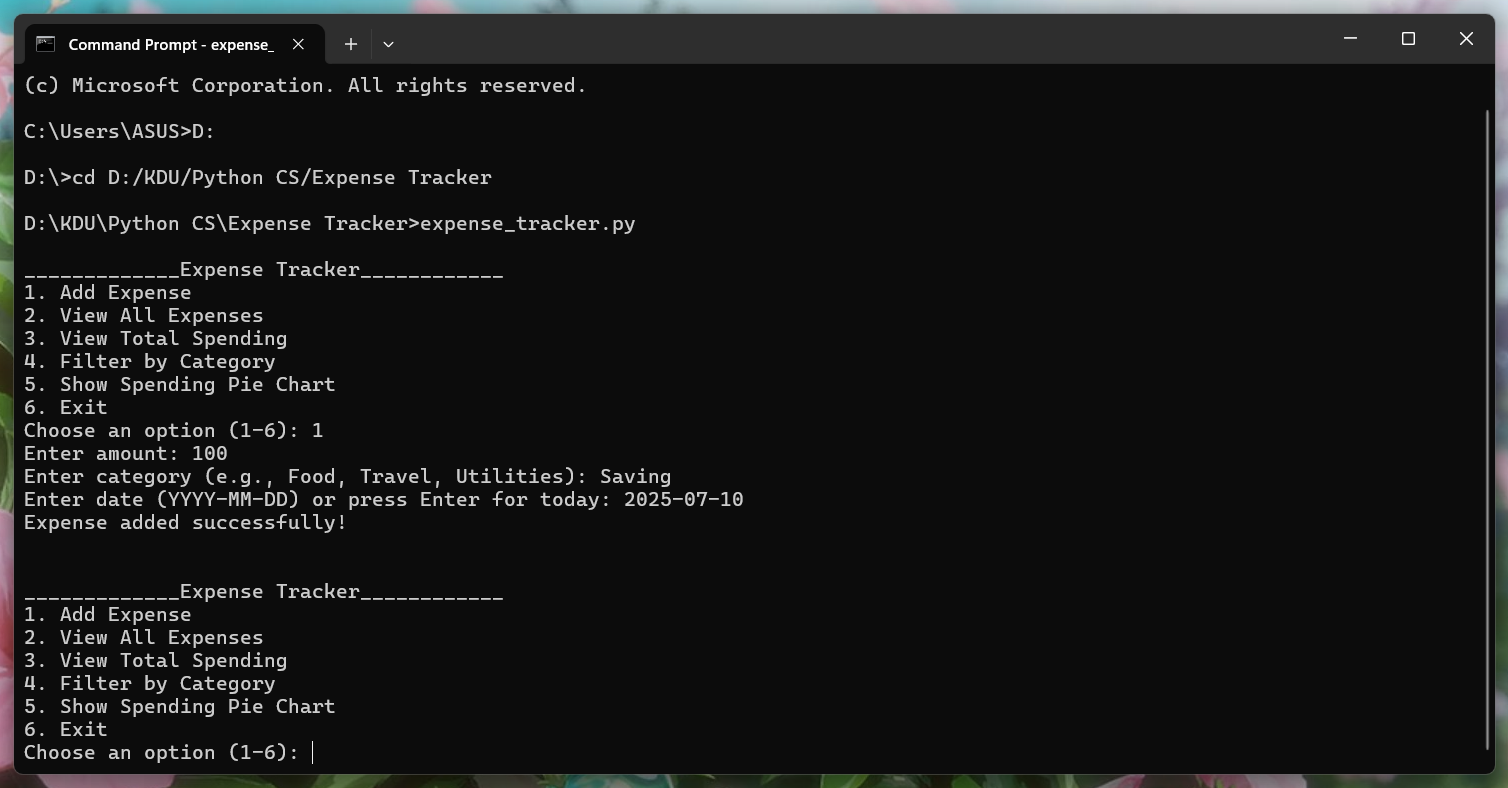 Command Prompt - expense_
(c) Microsoft Corporation. All rights reserved.
C:\Users\ASUS>D:
D:\>cd D:/KDU/Python CS/Expense Tracker
D:\KDU\Python CS\Expense Tracker>expense_tracker.py
_____________Expense Tracker____________
1. Add Expense
2. View All Expenses
3. View Total Spending
4. Filter by Category
5. Show Spending Pie Chart
6. Exit
Choose an option (1-6): 1
Enter amount: 100
Enter category (e.g., Food, Travel, Utilities): Saving
Enter date (YYYY-MM-DD) or press Enter for today: 2025-07-10
Expense added successfully!
_____________Expense Tracker____________
1. Add Expense
2. View All Expenses
3. View Total Spending
4. Filter by Category
5. Show Spending Pie Chart
6. Exit
Choose an option (1-6):